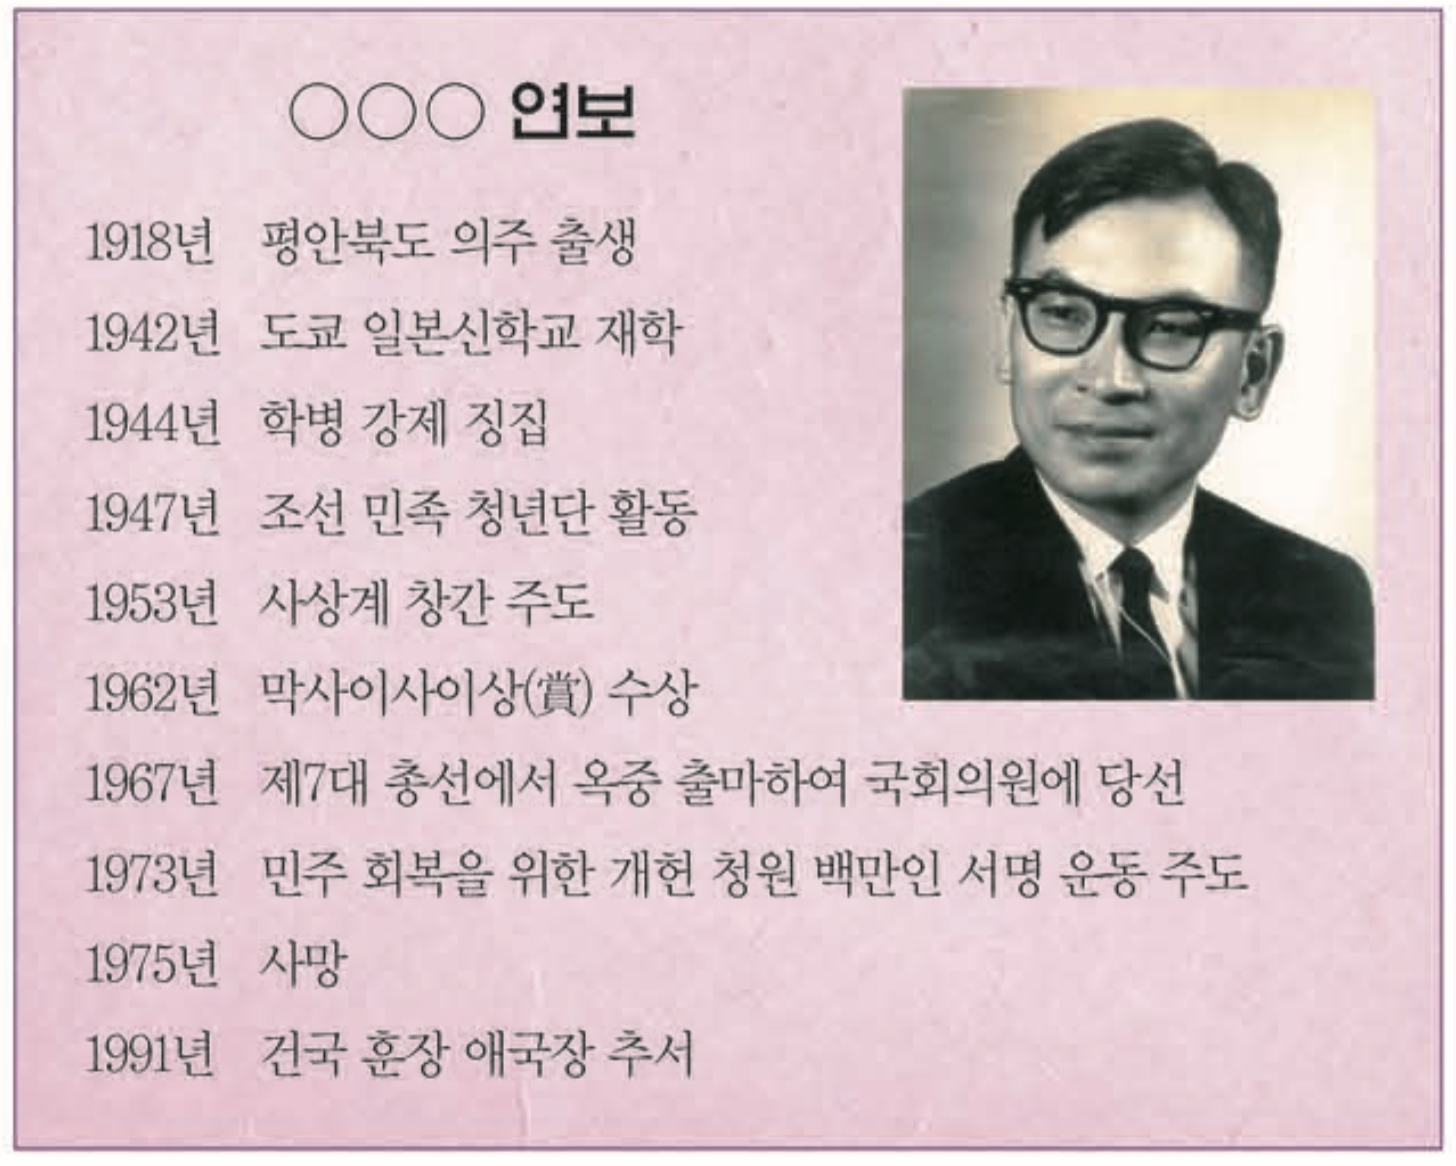 ○○○ 연보
1918년 평안북도 의주 출생
1942년 도쿄 일본신학교 재학
1944년 학병 강제 징집
1947년 조선 민족 청년단 활동
1953년 사상계 창간 주도
1962년 막사이사이상(賞) 수상
1967년 제7대 총선에서 옥중 출마하여 국회의원에 당선
1973년 민주 회복을 위한 개헌 청원 백만인 서명 운동 주도
1975년 사망
1991년 건국 훈장 애국장 추서